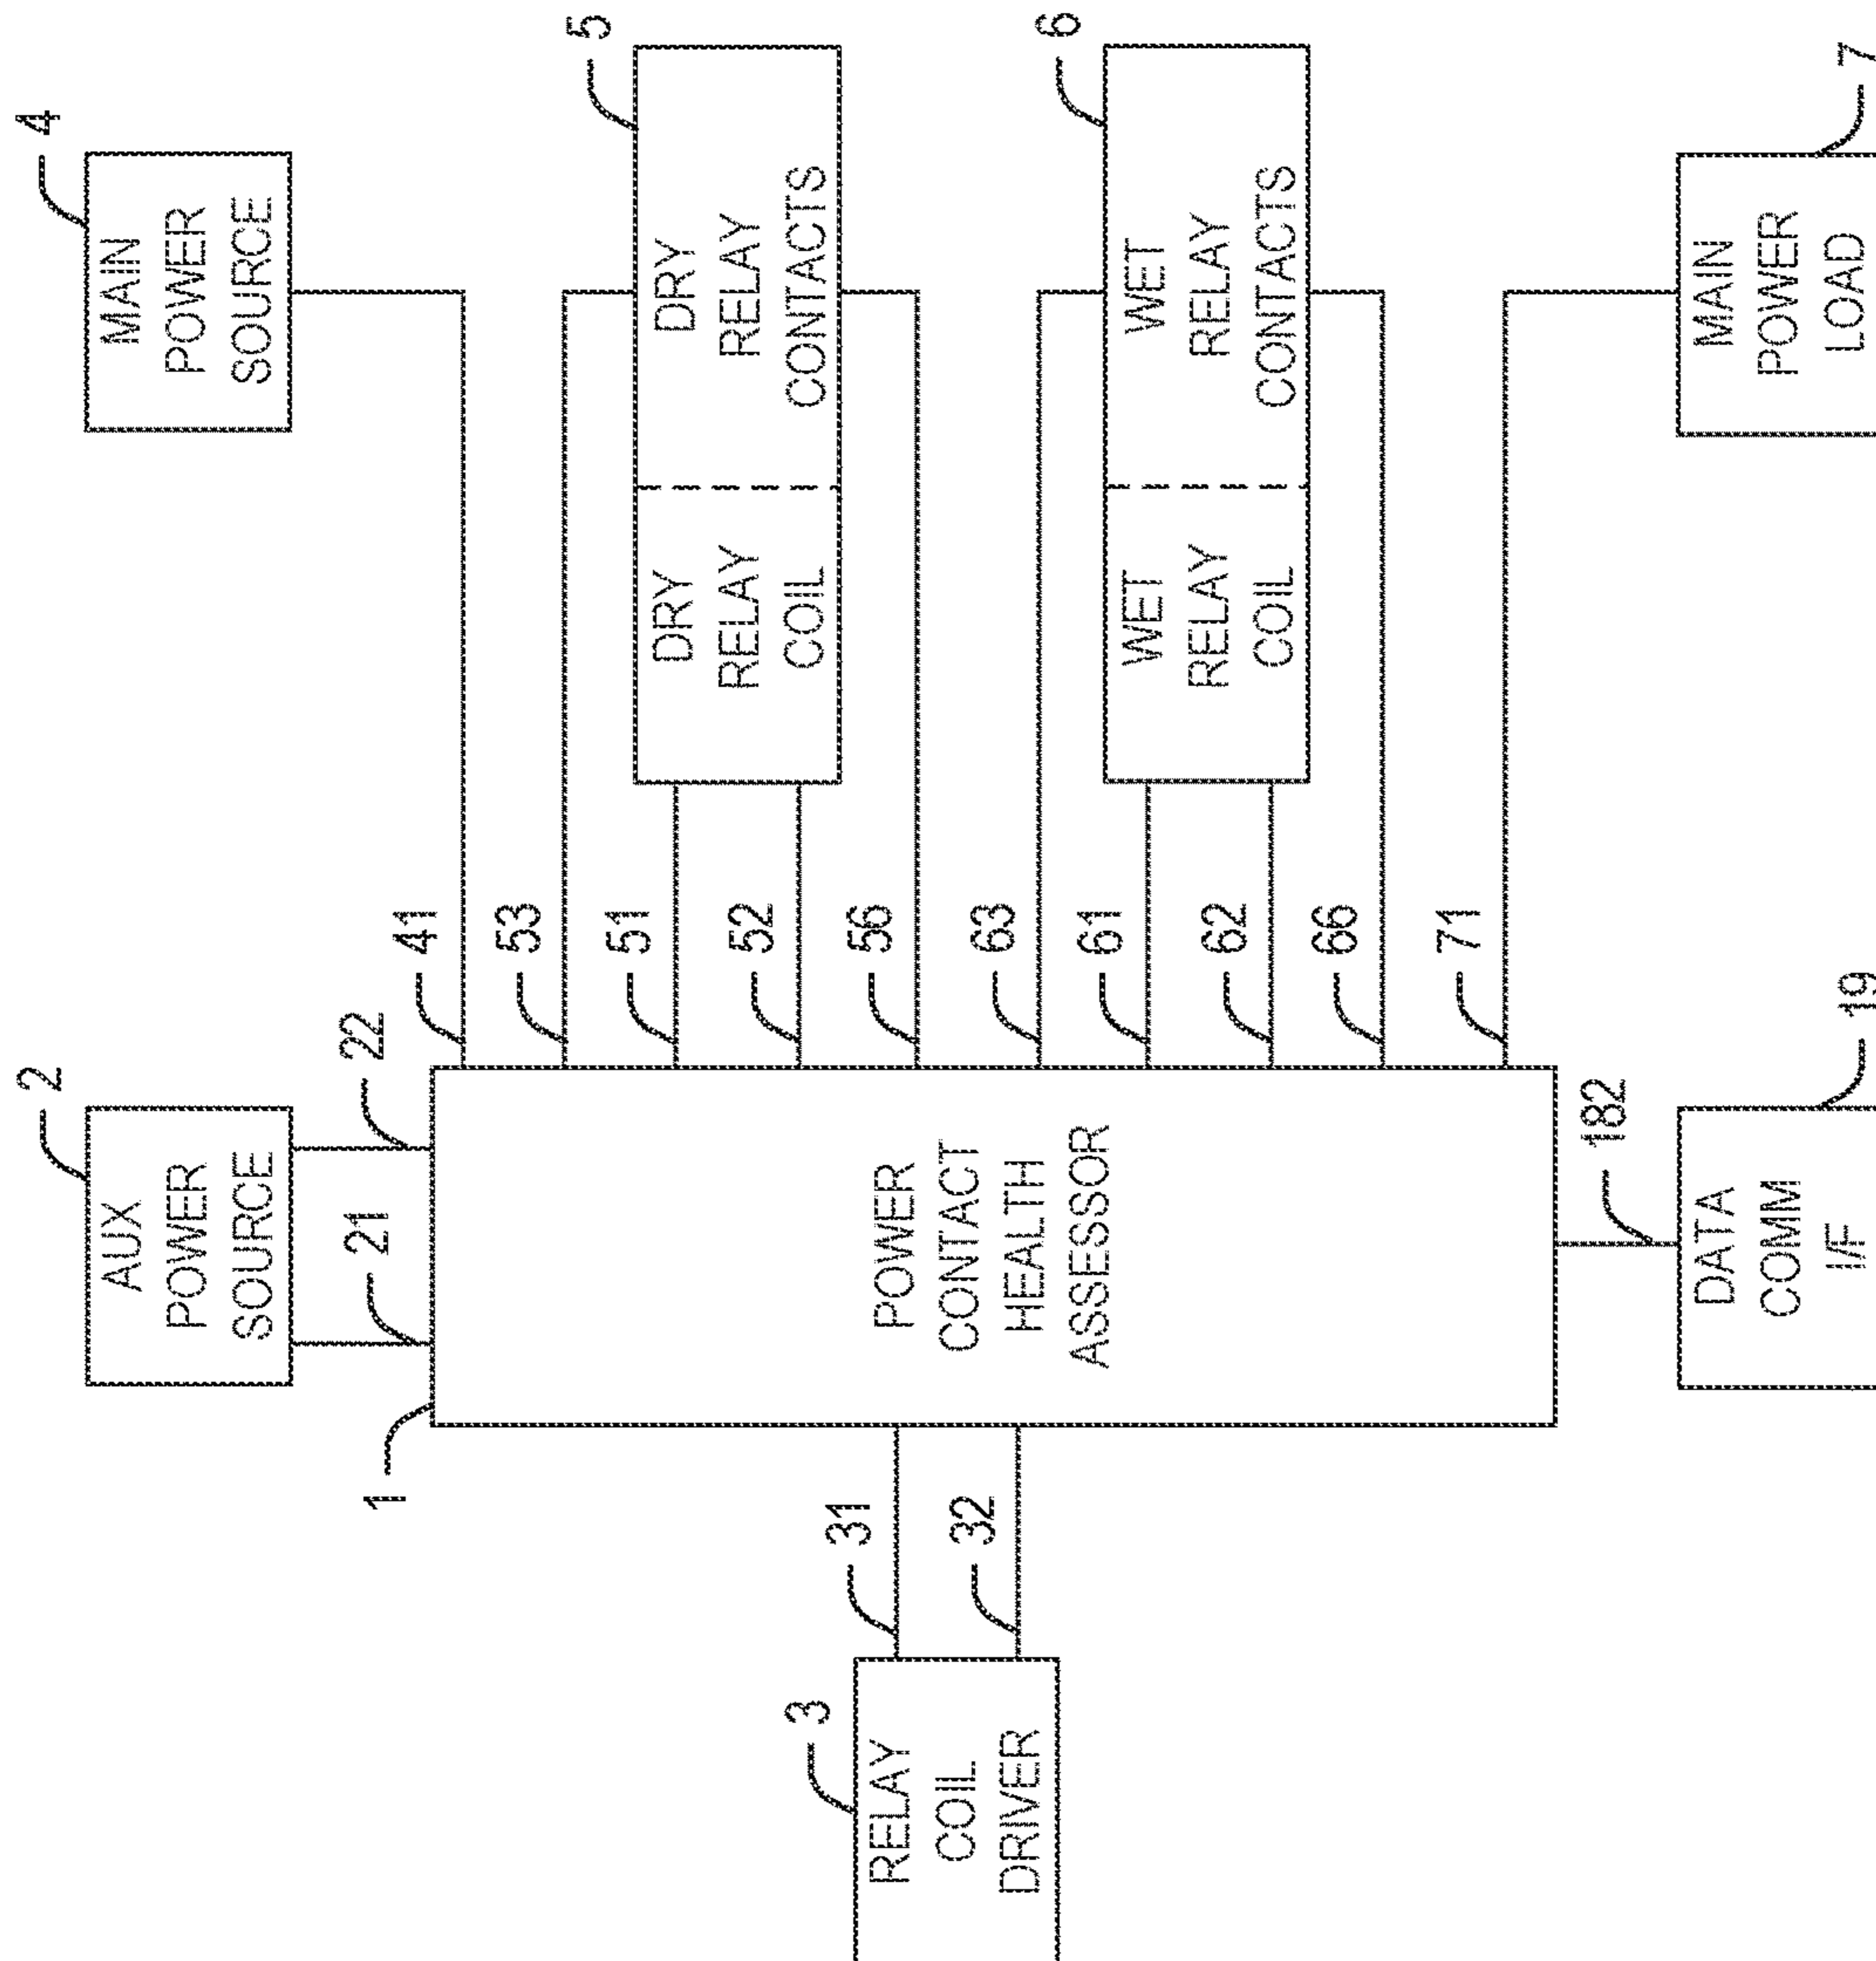 4
MAIN
POWER
SOURCE
5
DRY
RELAY
CONTACTS
DRY
RELAY
COIL
6
WET
RELAY
CONTACTS
WET
RELAY
COIL
7
MAIN
POWER
LOAD
41
53
51
52
56
63
61
62
66
71
2
AUX
POWER
SOURCE
22
21
1
POWER
CONTACT
HEALTH
ASSESSOR
182
19
DATA
COMM
I/F
31
32
3
RELAY
COIL
DRIVER